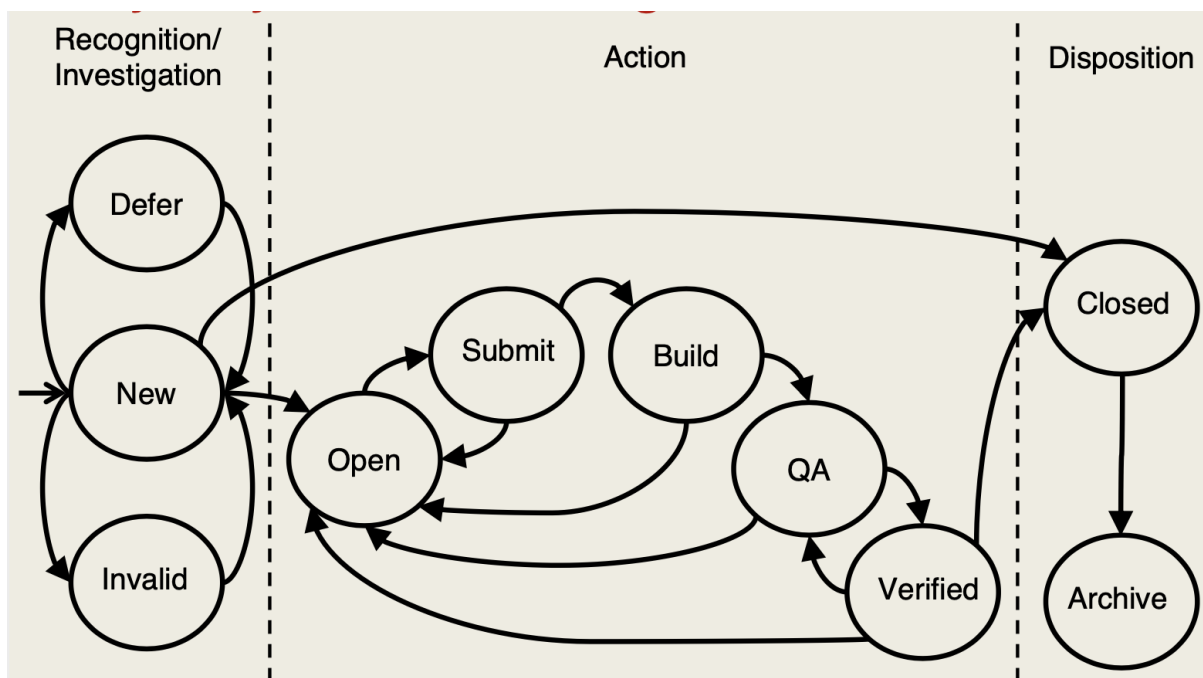 Recognition/
Investigation
Action
Disposition
Defer
New
Invalid
Open
Submit
Build
QA
Verified
Closed
Archive